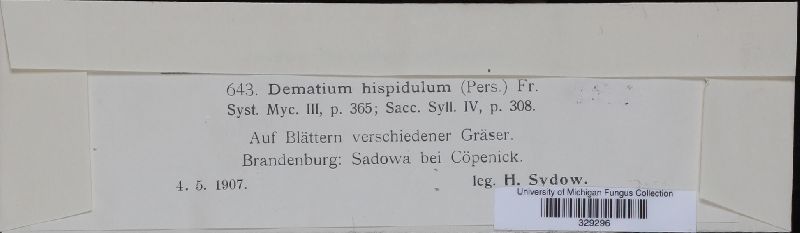 643. Dematium hispidulum (Pers.) Fr.
Syst. Myc. III, p. 365; Sacc. Syll. IV, p. 308.
Auf Blättern verschiedener Gräser.
Brandenburg: Sadowa bei Cöpenick.
4. 5. 1907. leg. H. Sydow.
University of Michigan Fungus Collection
329296